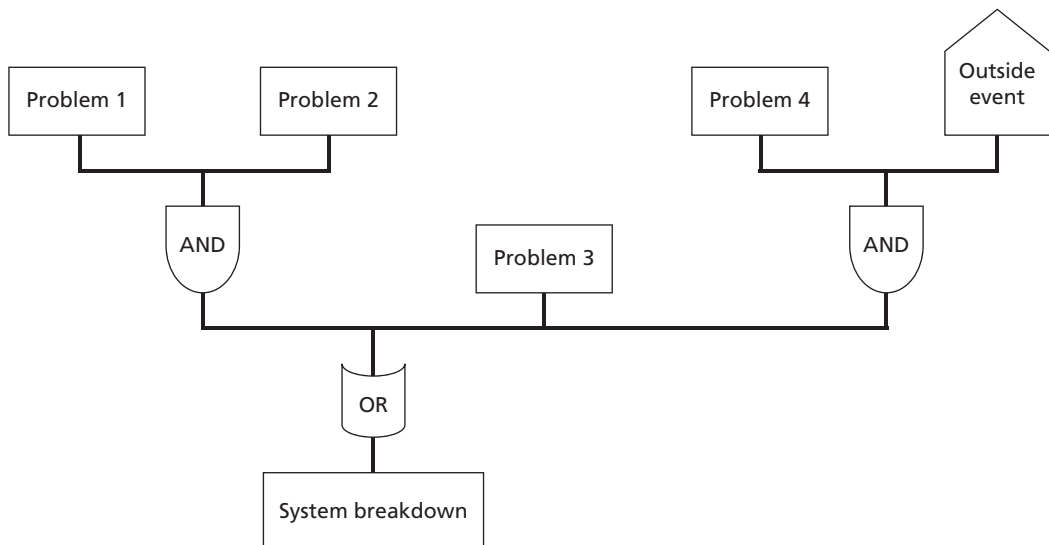 Problem 1
Problem 2
Problem 4
Outside
event
AND
Problem 3
AND
OR
System breakdown